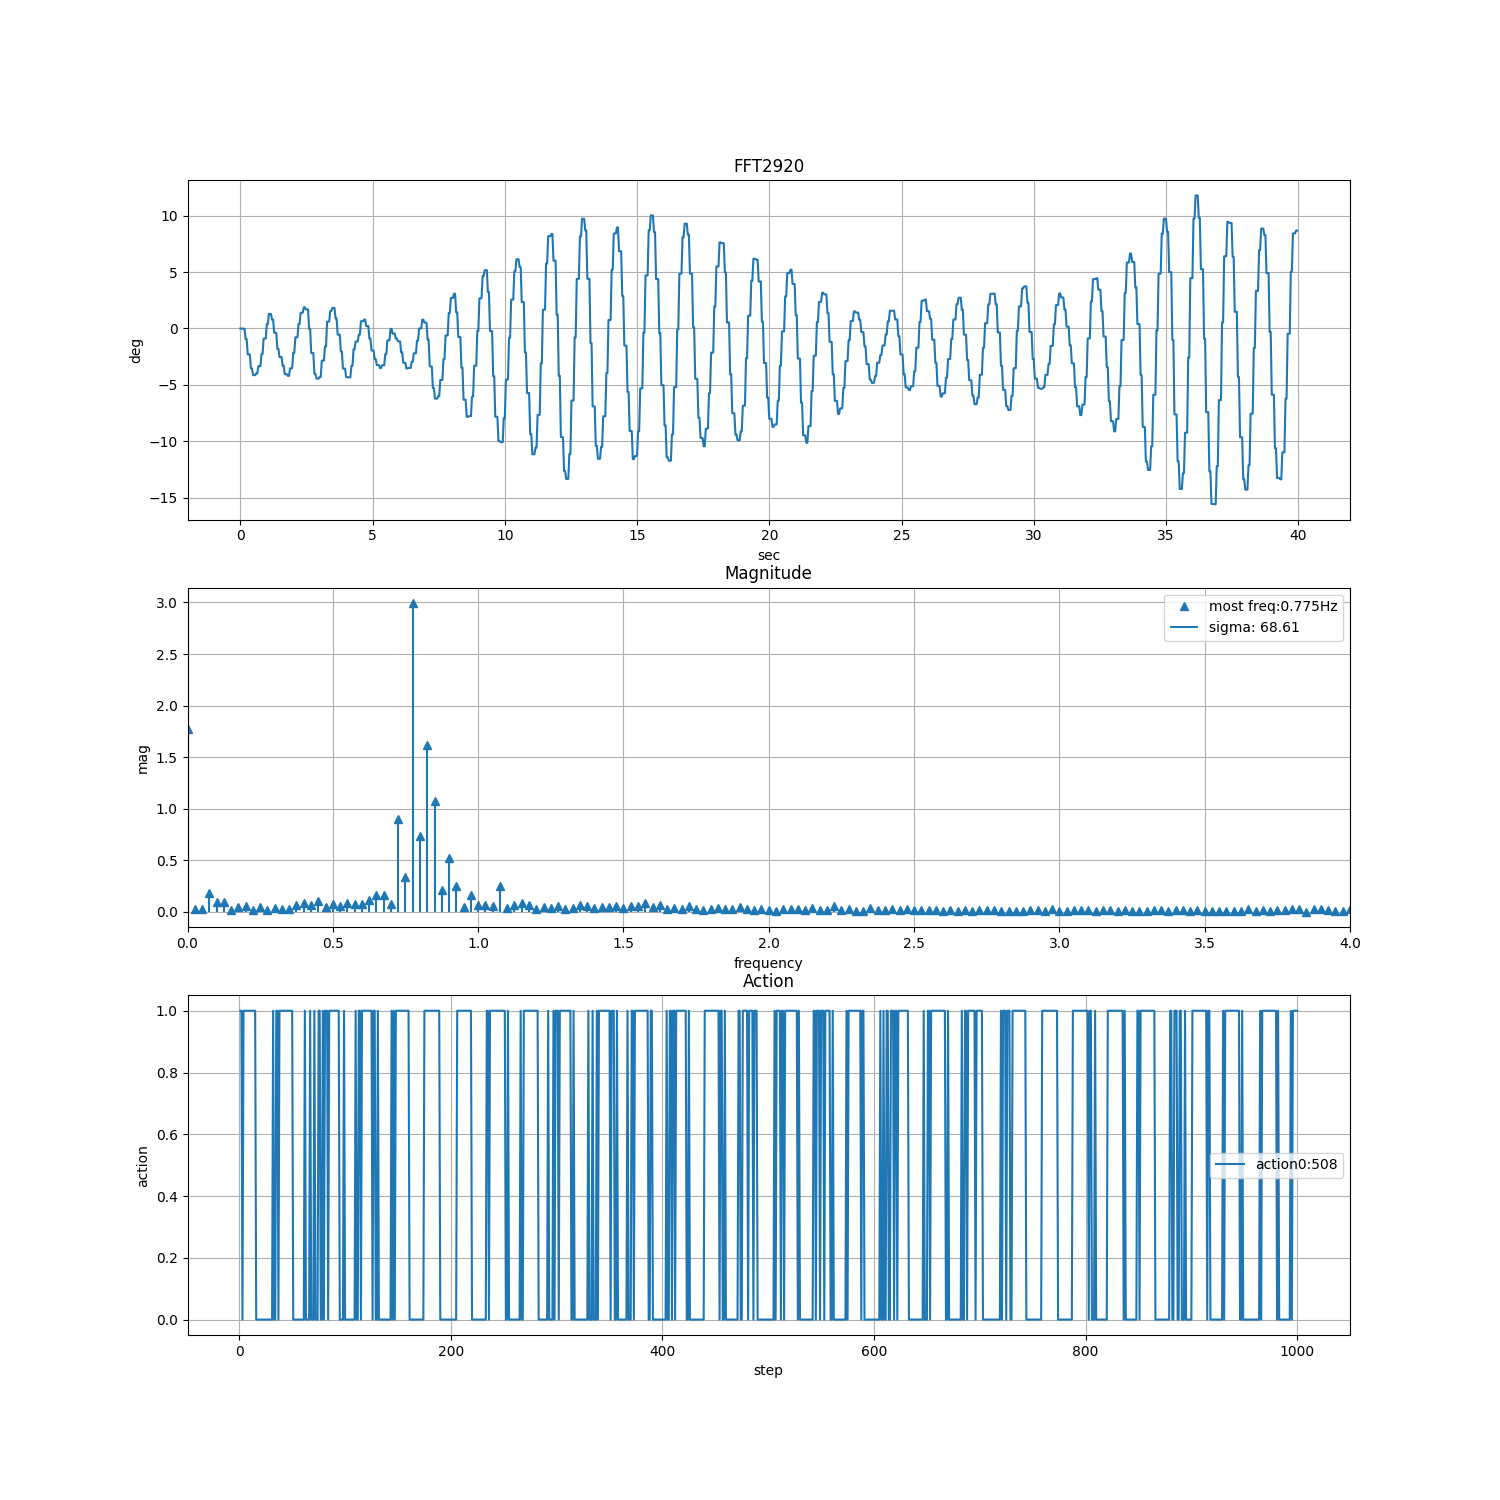 FFT2920
10
5
0
−5
−10
−15
deg
0 5 10 15 20 25 30 35 40
sec
Magnitude
3.0
2.5
2.0
1.5
1.0
0.5
0.0
mag
most freq:0.775Hz
sigma: 68.61
0.0 0.5 1.0 1.5 2.0 2.5 3.0 3.5 4.0
frequency
Action
1.0
0.8
0.6
0.4
0.2
0.0
action
action0:508
0 200 400 600 800 1000
step